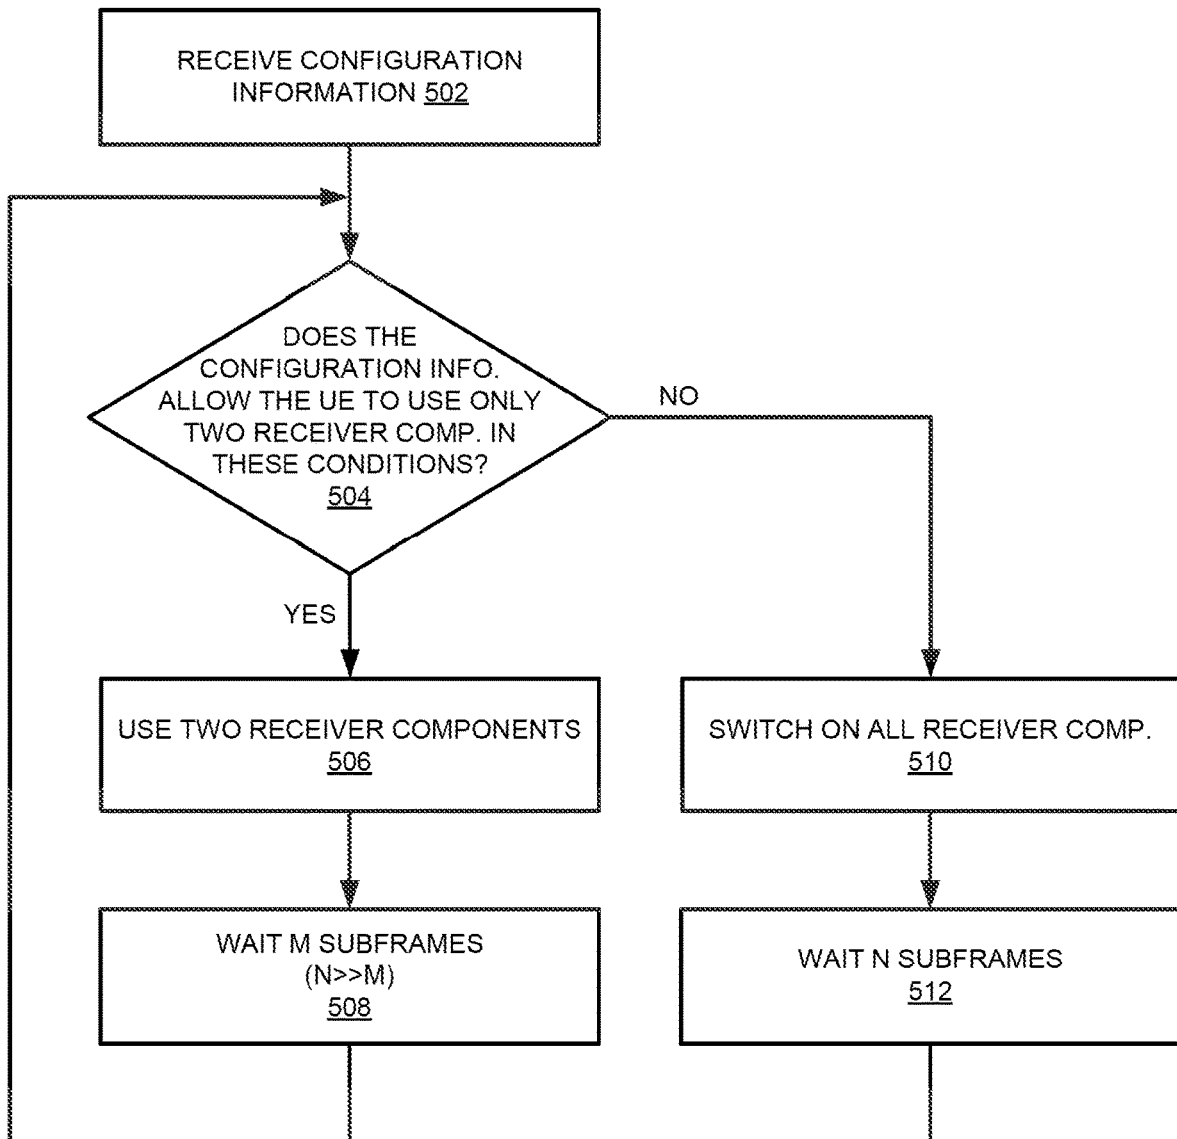 RECEIVE CONFIGURATION
INFORMATION 502
DOES THE
CONFIGURATION INFO.
ALLOW THE UE TO USE ONLY
TWO RECEIVER COMP. IN
THESE CONDITIONS?
504
NO
YES
USE TWO RECEIVER COMPONENTS
506
SWITCH ON ALL RECEIVER COMP.
510
WAIT M SUBFRAMES
(N>>M)
508
WAIT N SUBFRAMES
512